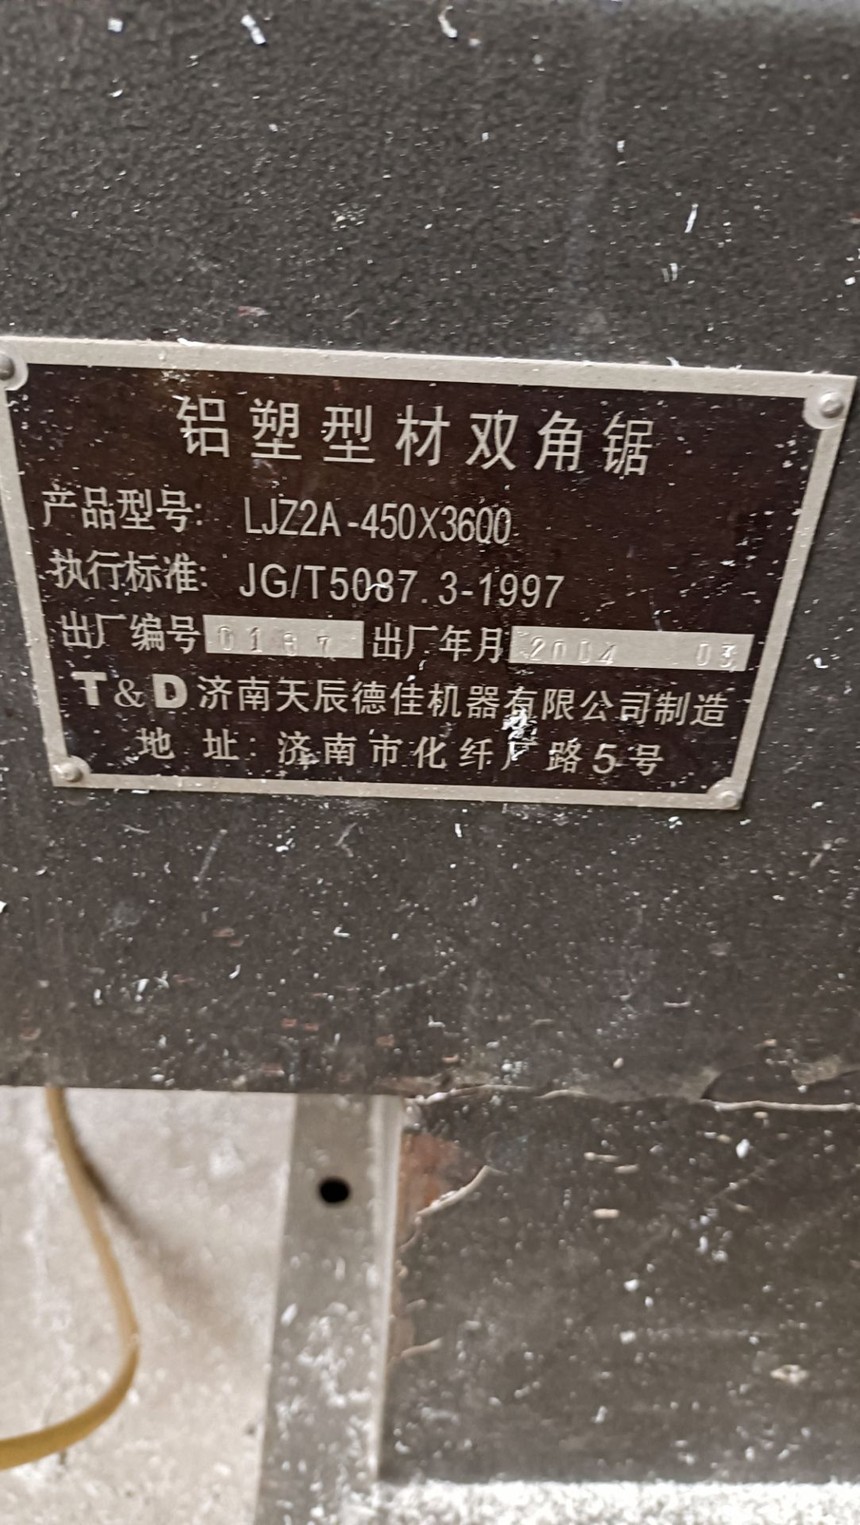 铝塑型材双角锯
产品型号: LJZ2A-450X3600
执行标准: JG/T5087.3-1997
出厂编号 0187 出厂年月 2004 03
T&D 济南天辰德佳机器有限公司制造
地址: 济南市化纤厂路5号